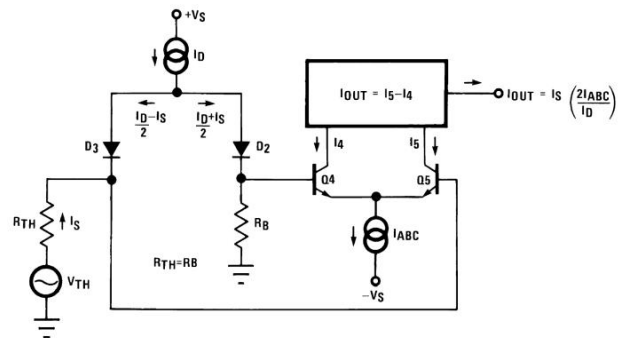 +VS
ID
ID/2 − IS
ID/2 + IS
D3
D2
IOUT = I5−I4
IOUT = IS (2IABC/ID)
I4
I5
Q4
Q5
RTH
IS
RB
IABC
RTH=RB
VTH
−VS